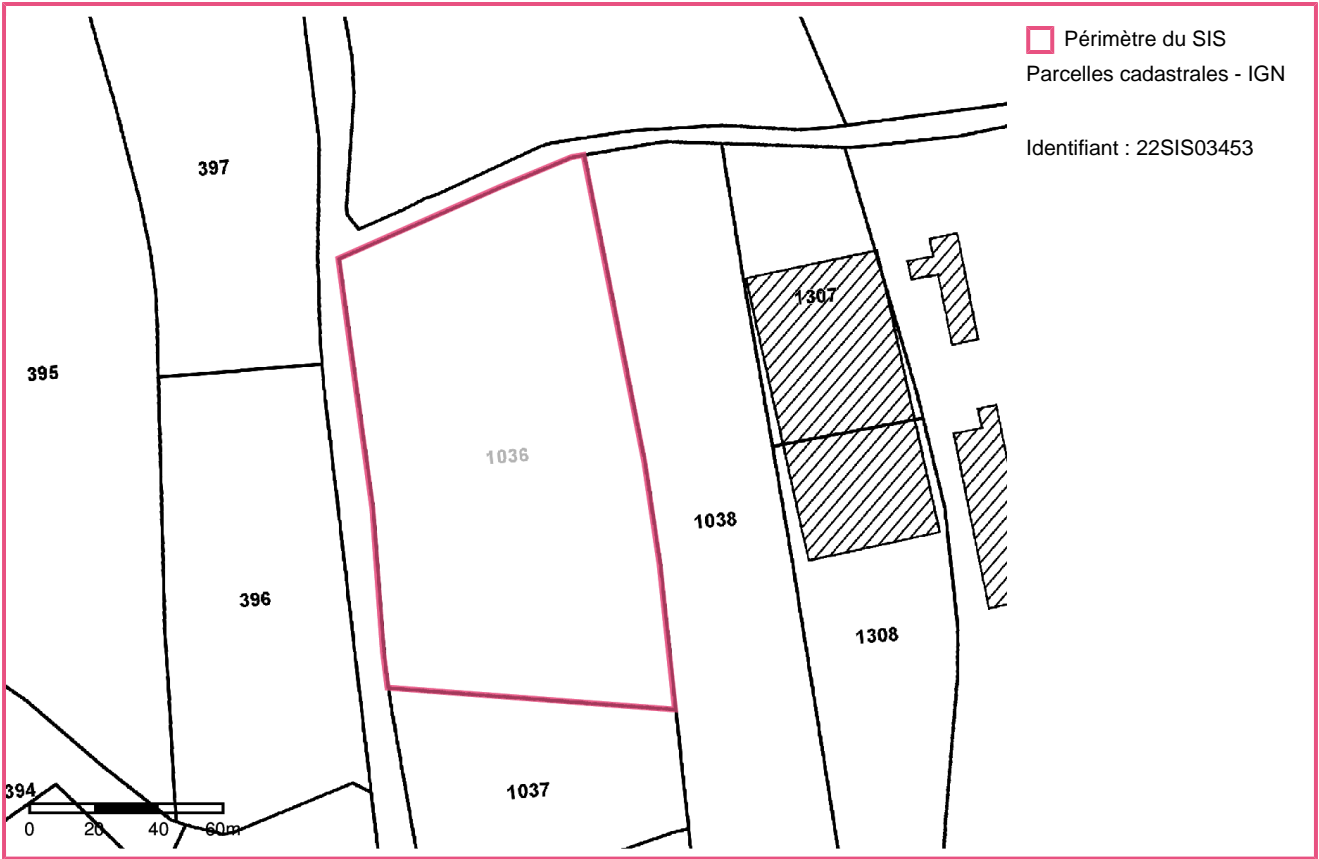 Périmètre du SIS
Parcelles cadastrales - IGN
Identifiant : 22SIS03453
397
1307
395
1036
1038
396
1308
394
1037
0 20 40 60m